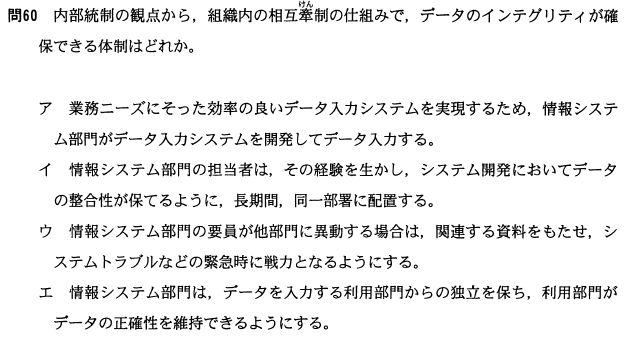 問60　内部統制の観点から，組織内の相互牽制の仕組みで，データのインテグリティが確
保できる体制はどれか。
ア　業務ニーズにそった効率の良いデータ入力システムを実現するため，情報システ
ム部門がデータ入力システムを開発してデータ入力する。
イ　情報システム部門の担当者は，その経験を生かし，システム開発においてデータ
の整合性が保てるように，長期間，同一部署に配置する。
ウ　情報システム部門の要員が他部門に異動する場合は，関連する資料をもたせ，シ
ステムトラブルなどの緊急時に戦力となるようにする。
エ　情報システム部門は，データを入力する利用部門からの独立を保ち，利用部門が
データの正確性を維持できるようにする。